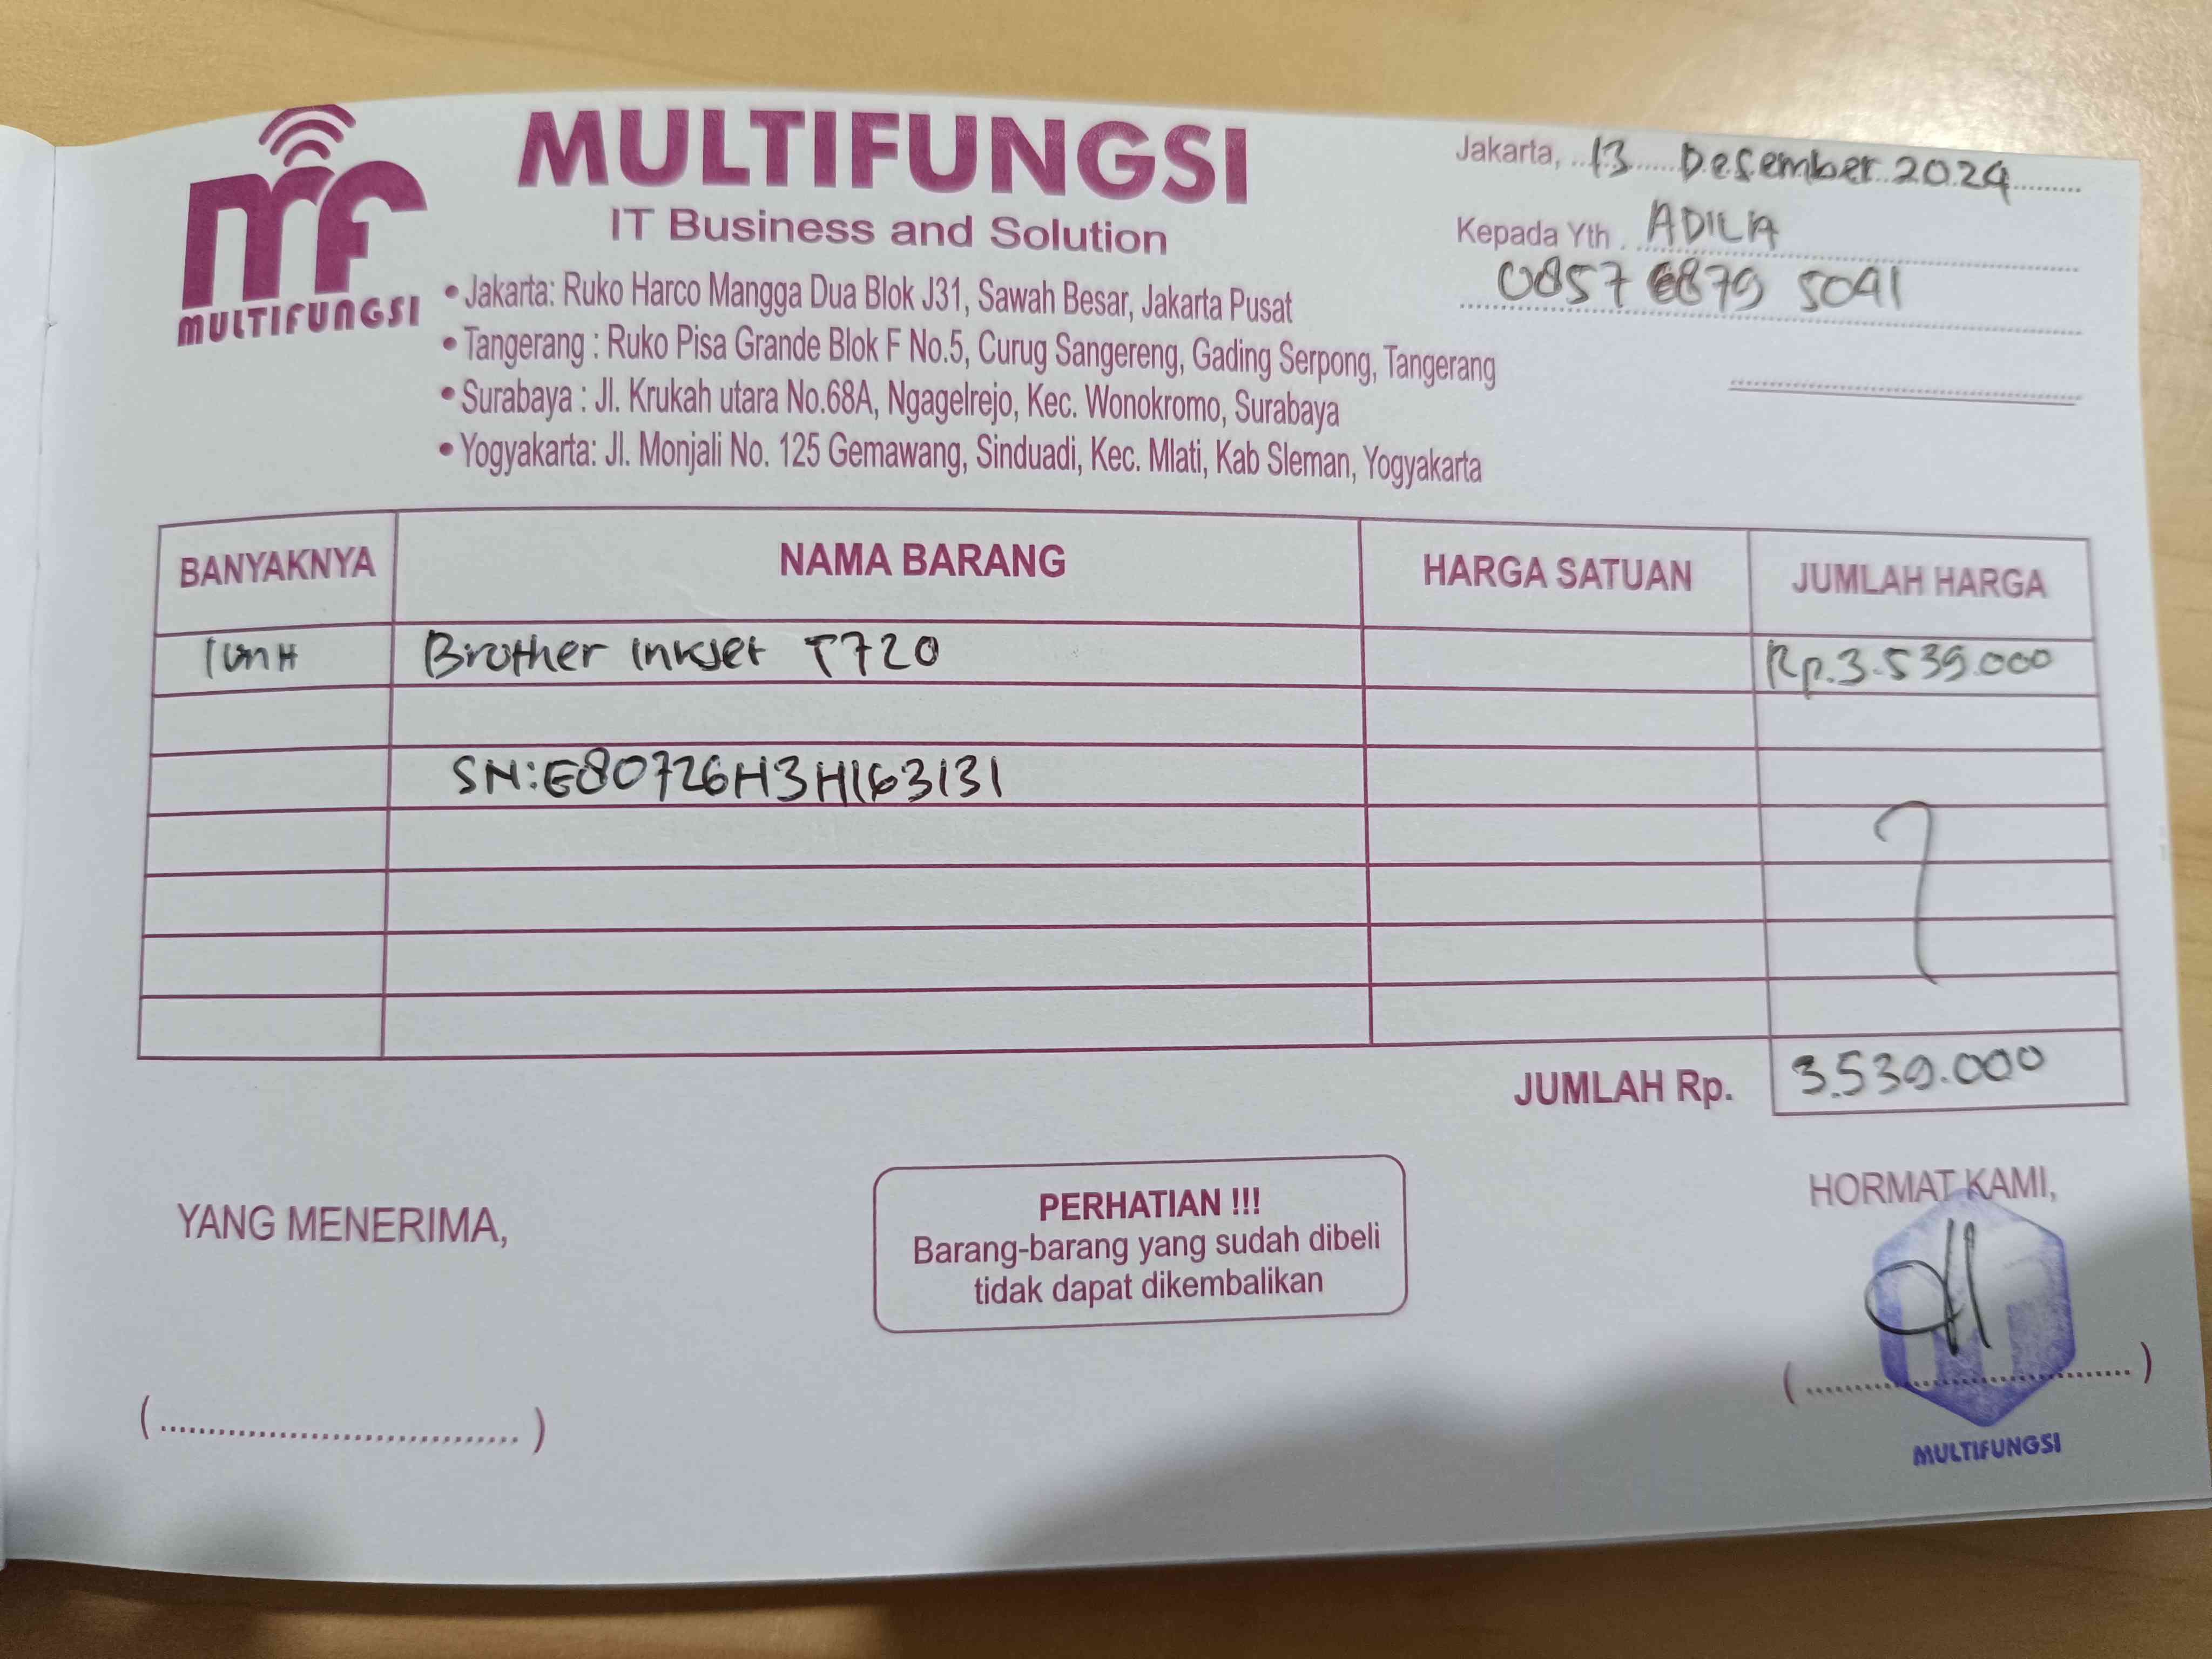 MULTIFUNGSI
MULTIFUNGSI
IT Business and Solution
• Jakarta: Ruko Harco Mangga Dua Blok J31, Sawah Besar, Jakarta Pusat
• Tangerang : Ruko Pisa Grande Blok F No.5, Curug Sangereng, Gading Serpong, Tangerang
• Surabaya : Jl. Krukah utara No.68A, Ngagelrejo, Kec. Wonokromo, Surabaya
• Yogyakarta: Jl. Monjali No. 125 Gemawang, Sinduadi, Kec. Mlati, Kab Sleman, Yogyakarta
Jakarta, 13 Desember 2024
Kepada Yth. ADILA
0857 6879 5041
BANYAKNYA NAMA BARANG HARGA SATUAN JUMLAH HARGA
1 Unit Brother Inkjet T720 Rp.3.539.000
SN:E80726H3H163131
JUMLAH Rp. 3.539.000
YANG MENERIMA,
PERHATIAN !!!
Barang-barang yang sudah dibeli
tidak dapat dikembalikan
HORMAT KAMI,
MULTIFUNGSI